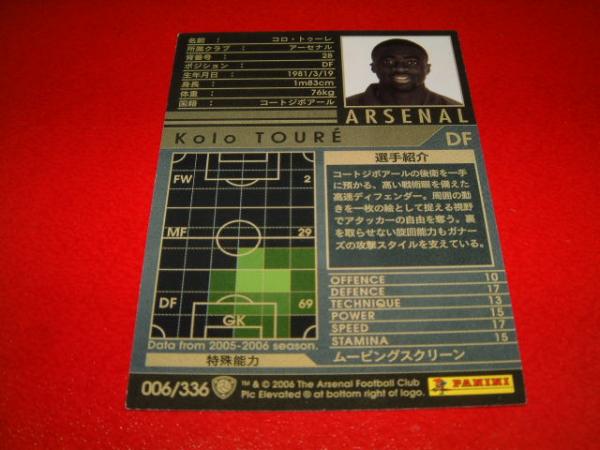 名前 : コロ・トゥーレ
所属クラブ : アーセナル
背番号 : 28
ポジション : DF
生年月日 : 1981/3/19
身長 : 1m83cm
体重 : 76kg
国籍 : コートジボアール
ARSENAL
Kolo TOURÉ DF
FW 2
MF 29
DF 69
GK
Data from 2005-2006 season.
選手紹介
コートジボアールの後衛を一手
に預かる、高い戦術眼を備えた
高速ディフェンダー。周囲の動
きを一枚の絵として捉える視野
でアタッカーの自由を奪う。裏
を取らせない旋回能力もガナー
ズの攻撃スタイルを支えている。
OFFENCE 10
DEFENCE 17
TECHNIQUE 13
POWER 15
SPEED 17
STAMINA 15
特殊能力 ムービングスクリーン
006/336
™ & © 2006 The Arsenal Football Club
Pic Elevated ® at bottom right of logo.
PANINI